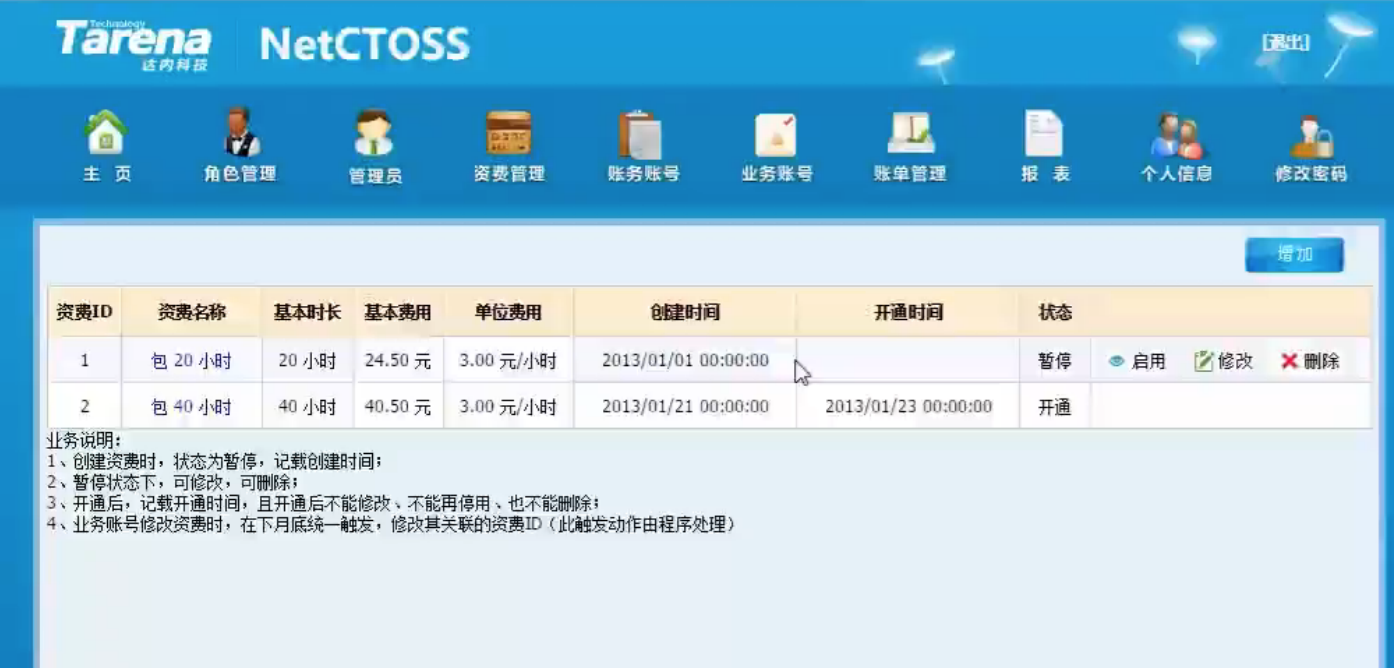 Technology
Tarena
达内科技
NetCTOSS
[退出]
主 页
角色管理
管理员
资费管理
账务账号
业务账号
账单管理
报 表
个人信息
修改密码
增加
资费ID 资费名称 基本时长 基本费用 单位费用 创建时间 开通时间 状态
1 包 20 小时 20 小时 24.50 元 3.00 元/小时 2013/01/01 00:00:00 暂停 启用 修改 删除
2 包 40 小时 40 小时 40.50 元 3.00 元/小时 2013/01/21 00:00:00 2013/01/23 00:00:00 开通
业务说明：
1、创建资费时，状态为暂停，记载创建时间；
2、暂停状态下，可修改，可删除；
3、开通后，记载开通时间，且开通后不能修改、不能再停用、也不能删除；
4、业务账号修改资费时，在下月底统一触发，修改其关联的资费ID（此触发动作由程序处理）